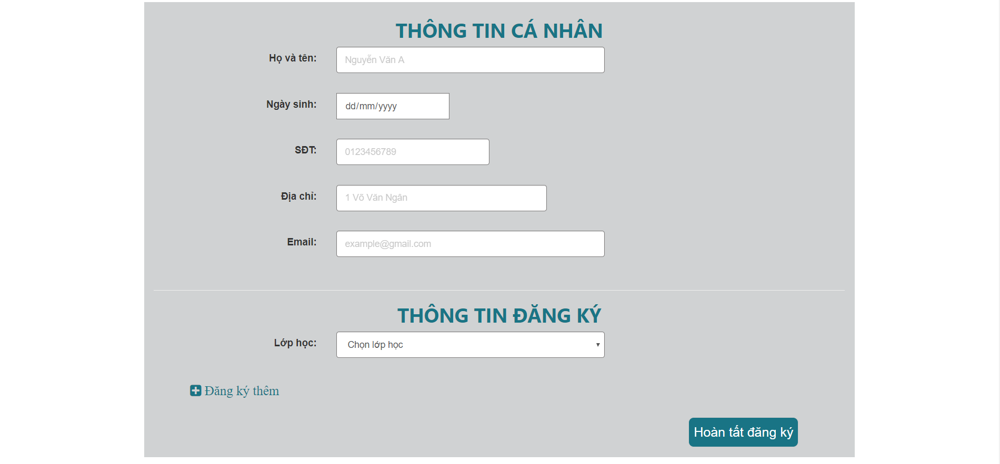 THÔNG TIN CÁ NHÂN
Họ và tên: Nguyễn Văn A
Ngày sinh: dd/mm/yyyy
SĐT: 0123456789
Địa chỉ: 1 Võ Văn Ngân
Email: example@gmail.com
THÔNG TIN ĐĂNG KÝ
Lớp học: Chọn lớp học
Đăng ký thêm
Hoàn tất đăng ký